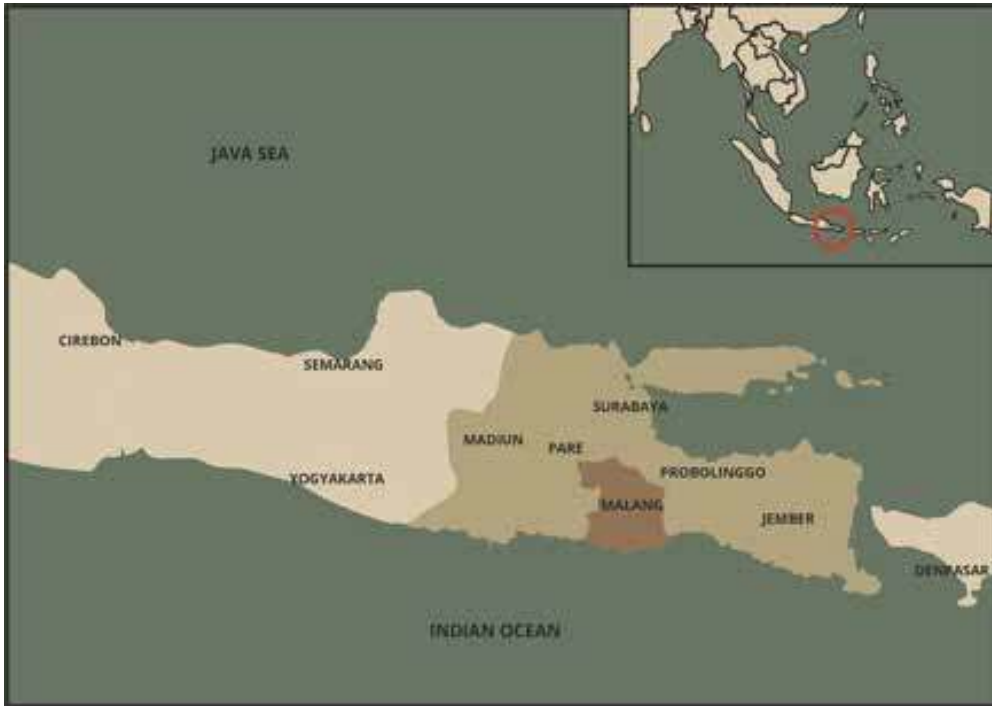 JAVA SEA
CIREBON
SEMARANG
SURABAYA
MADIUN
PARE
PROBOLINGGO
YOGYAKARTA
MALANG
JEMBER
DENPASAR
INDIAN OCEAN